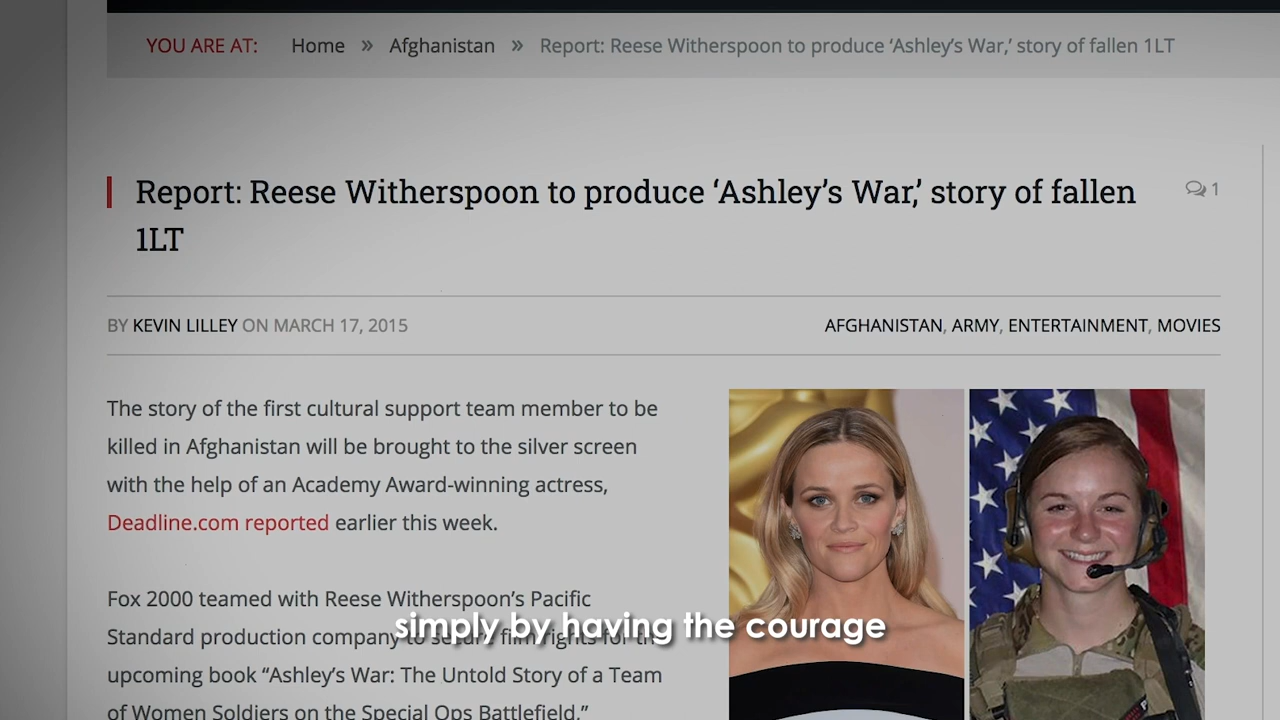 YOU ARE AT: Home » Afghanistan » Report: Reese Witherspoon to produce ‘Ashley’s War,’ story of fallen 1LT
Report: Reese Witherspoon to produce ‘Ashley’s War,’ story of fallen
1LT
1
BY KEVIN LILLEY ON MARCH 17, 2015
AFGHANISTAN, ARMY, ENTERTAINMENT, MOVIES
The story of the first cultural support team member to be
killed in Afghanistan will be brought to the silver screen
with the help of an Academy Award-winning actress,
Deadline.com reported earlier this week.
Fox 2000 teamed with Reese Witherspoon’s Pacific
Standard production company to film rights for the
upcoming book “Ashley’s War: The Untold Story of a Team
of Women Soldiers on the Special Ops Battlefield,”
simply by having the courage